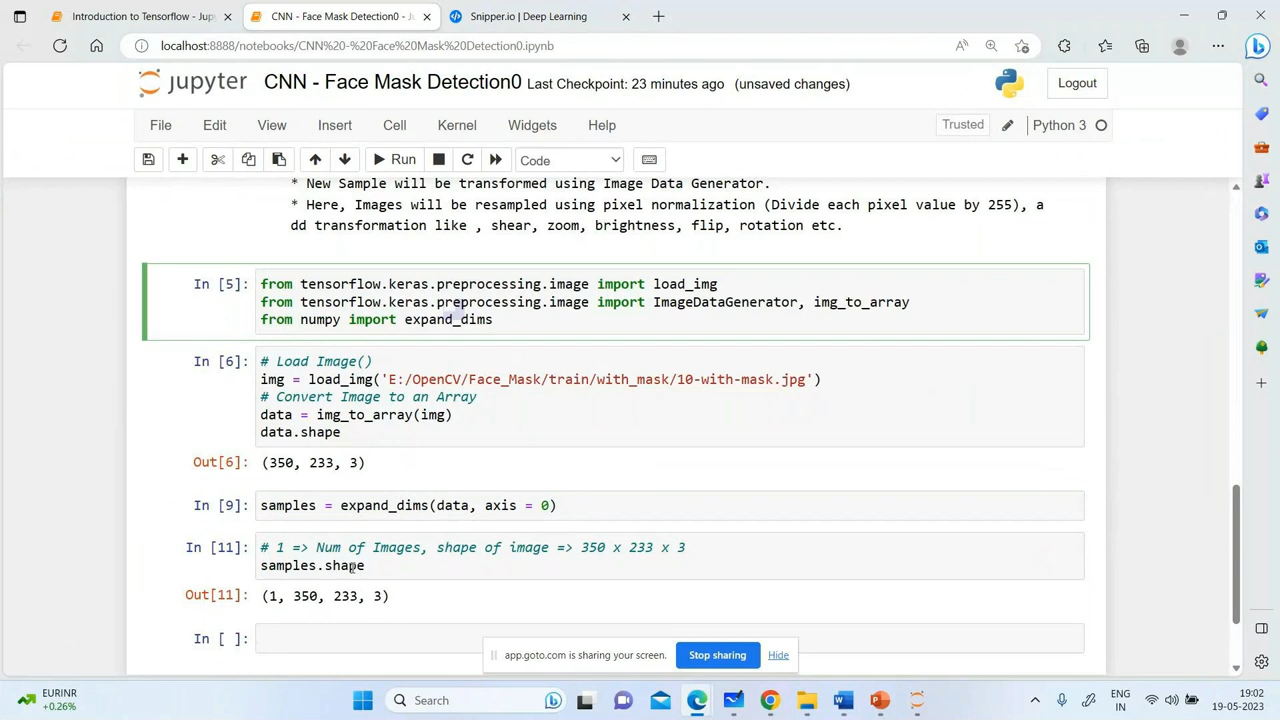 Introduction to Tensorflow - Jupy
CNN - Face Mask Detection0 - Ju
Snipper.io | Deep Learning
localhost:8888/notebooks/CNN%20-%20Face%20Mask%20Detection0.ipynb
jupyter CNN - Face Mask Detection0 Last Checkpoint: 23 minutes ago (unsaved changes)
Logout
File Edit View Insert Cell Kernel Widgets Help
Trusted
Python 3
Run
Code
* New Sample will be transformed using Image Data Generator.
* Here, Images will be resampled using pixel normalization (Divide each pixel value by 255), a
dd transformation like , shear, zoom, brightness, flip, rotation etc.
In [5]: from tensorflow.keras.preprocessing.image import load_img
from tensorflow.keras.preprocessing.image import ImageDataGenerator, img_to_array
from numpy import expand_dims
In [6]: # Load Image()
img = load_img('E:/OpenCV/Face_Mask/train/with_mask/10-with-mask.jpg')
# Convert Image to an Array
data = img_to_array(img)
data.shape
Out[6]: (350, 233, 3)
In [9]: samples = expand_dims(data, axis = 0)
In [11]: # 1 => Num of Images, shape of image => 350 x 233 x 3
samples.shape
Out[11]: (1, 350, 233, 3)
In [ ]:
app.goto.com is sharing your screen. Stop sharing Hide
EURINR
+0.26%
Search
ENG
IN
19:02
19-05-2023